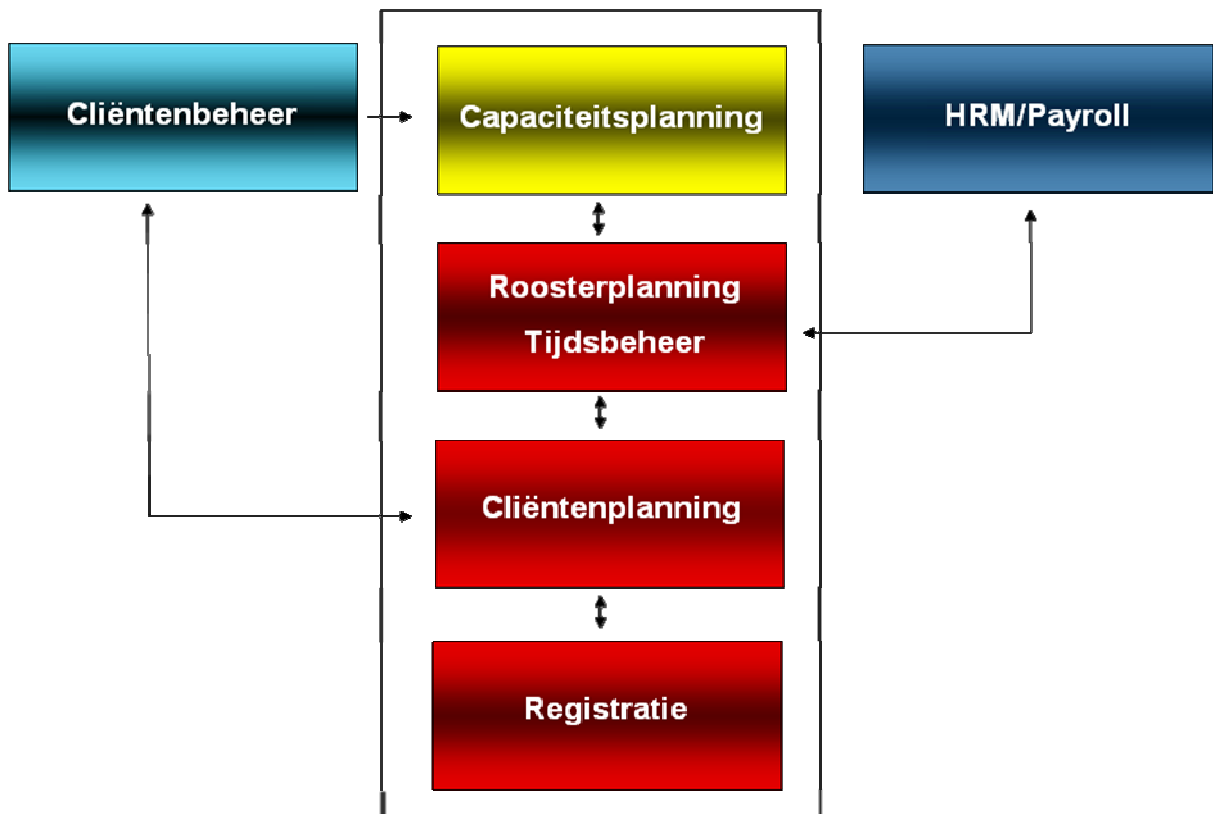 Cliëntenbeheer
Capaciteitsplanning
HRM/Payroll
Roosterplanning
Tijdsbeheer
Cliëntenplanning
Registratie